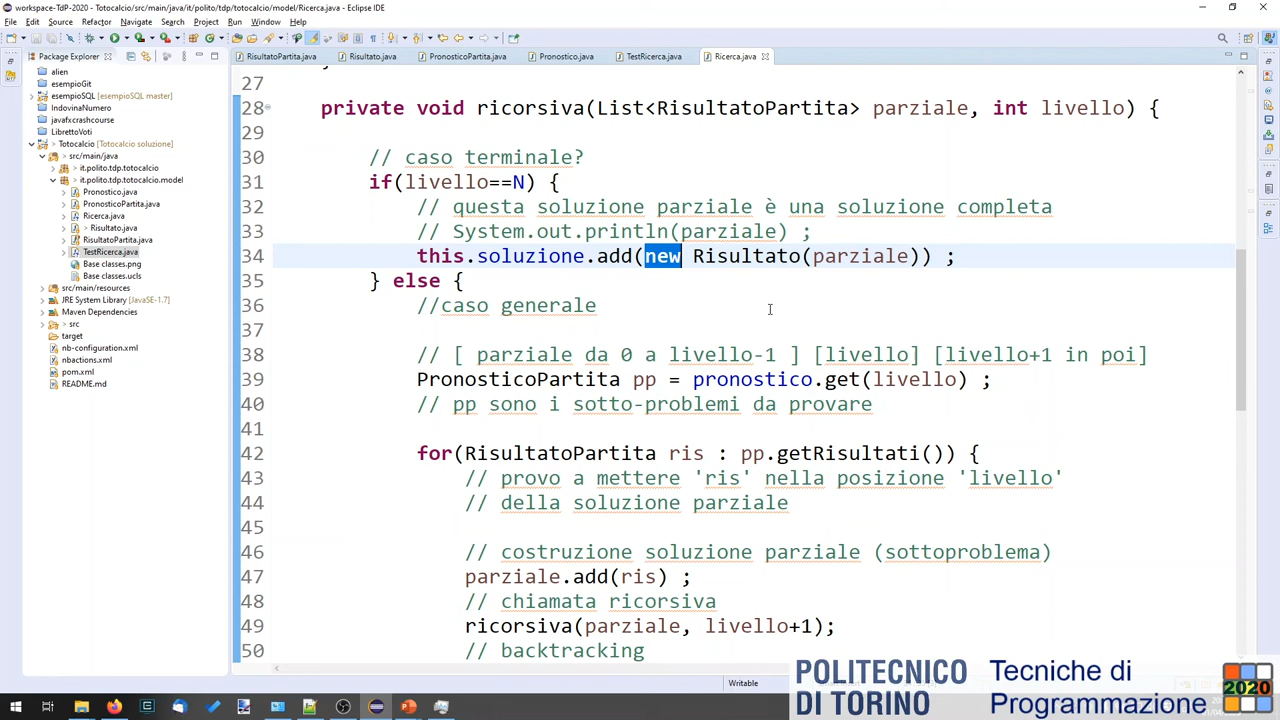 workspace-TdP-2020 - Totocalcio/src/main/java/it/polito/tdp/totocalcio/model/Ricerca.java - Eclipse IDE
File Edit Source Refactor Navigate Search Project Run Window Help
Package Explorer
RisultatoPartita.java Risultato.java PronosticoPartita.java Pronostico.java TestRicerca.java Ricerca.java
alien
esempioGit
esempioSQL [esempioSQL master]
IndovinaNumero
javafxcrashcourse
LibrettoVoti
Totocalcio [Totocalcio soluzione]
src/main/java
it.polito.tdp.totocalcio
it.polito.tdp.totocalcio.model
Pronostico.java
PronosticoPartita.java
Ricerca.java
Risultato.java
RisultatoPartita.java
TestRicerca.java
Base classes.png
Base classes.ucls
src/main/resources
JRE System Library [JavaSE-1.7]
Maven Dependencies
src
target
nb-configuration.xml
nbactions.xml
pom.xml
README.md
27
28 private void ricorsiva(List<RisultatoPartita> parziale, int livello) {
29
30 // caso terminale?
31 if(livello==N) {
32 // questa soluzione parziale è una soluzione completa
33 // System.out.println(parziale) ;
34 this.soluzione.add(new Risultato(parziale)) ;
35 } else {
36 //caso generale
37
38 // [ parziale da 0 a livello-1 ] [livello] [livello+1 in poi]
39 PronosticoPartita pp = pronostico.get(livello) ;
40 // pp sono i sotto-problemi da provare
41
42 for(RisultatoPartita ris : pp.getRisultati()) {
43 // provo a mettere 'ris' nella posizione 'livello'
44 // della soluzione parziale
45
46 // costruzione soluzione parziale (sottoproblema)
47 parziale.add(ris) ;
48 // chiamata ricorsiva
49 ricorsiva(parziale, livello+1);
50 // backtracking
Writable
POLITECNICO
DI TORINO
Tecniche di
Programmazione
2020